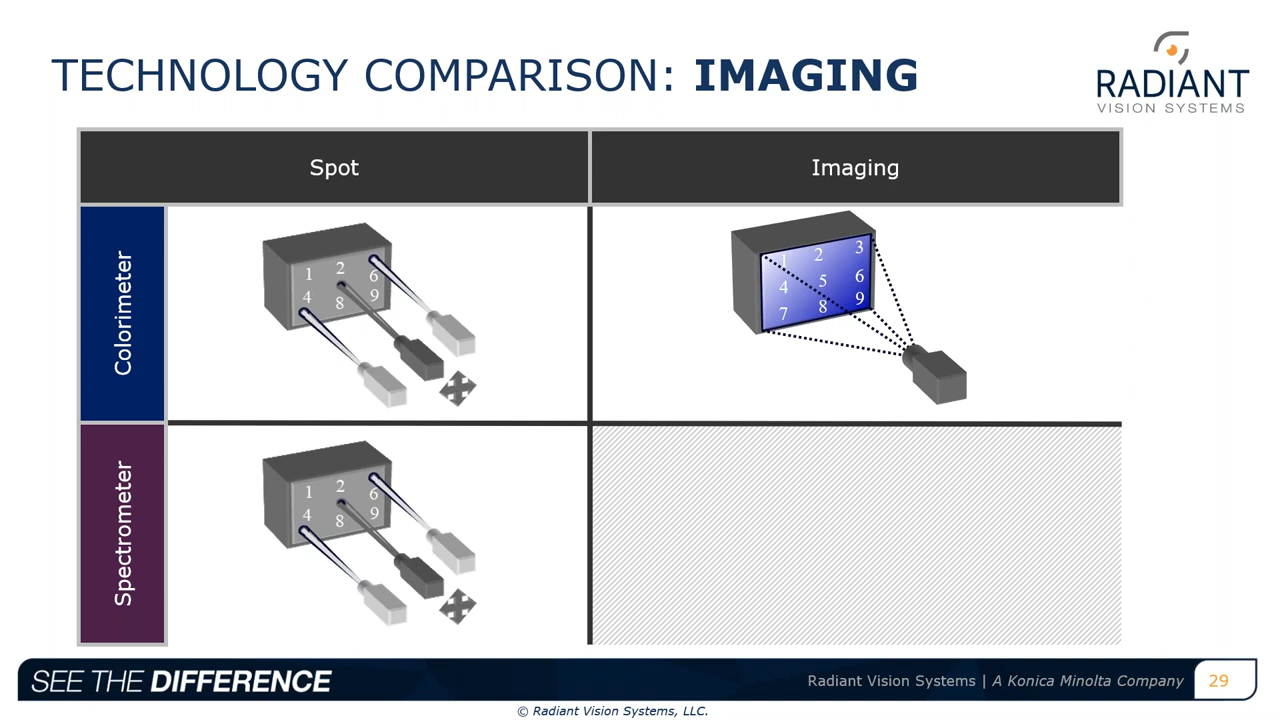 TECHNOLOGY COMPARISON: IMAGING
RADIANT
VISION SYSTEMS
Spot
Imaging
Colorimeter
1 2 6
4 8 9
1 2 3
4 5 6
7 8 9
Spectrometer
1 2 6
4 8 9
SEE THE DIFFERENCE
Radiant Vision Systems | A Konica Minolta Company
29
© Radiant Vision Systems, LLC.